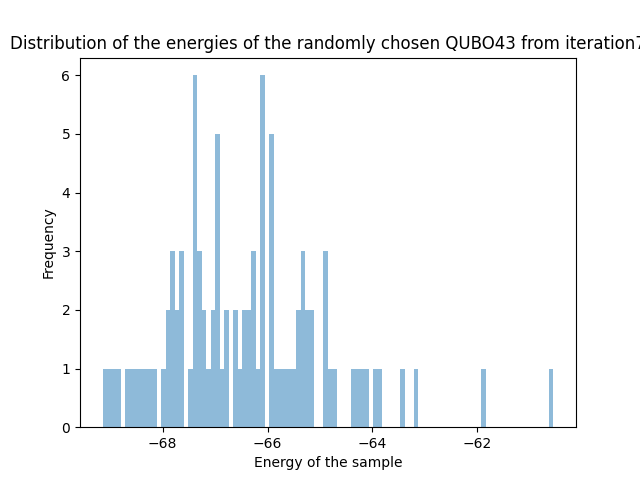 Distribution of the energies of the randomly chosen QUBO43 from iteration7
6
5
4
3
2
1
0
Frequency
−68 −66 −64 −62
Energy of the sample